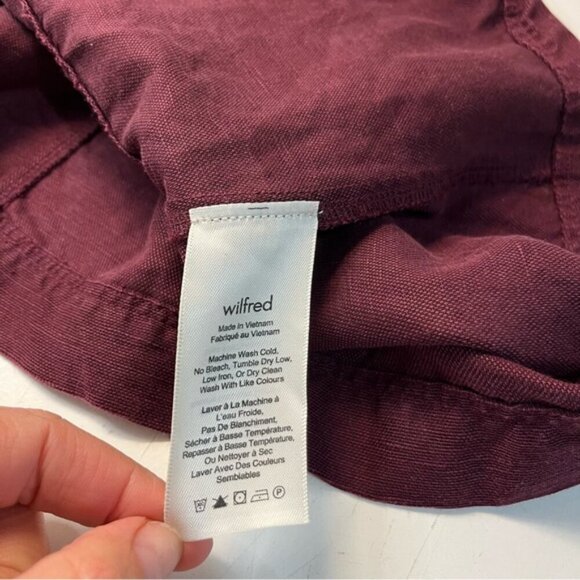 wilfred
Made in Vietnam
Fabriqué au Vietnam
Machine Wash Cold,
No Bleach, Tumble Dry Low,
Low Iron, Or Dry Clean
Wash With Like Colours
Laver à La Machine à
L'eau Froide,
Pas De Blanchiment,
Sécher à Basse Température,
Repasser à Basse Température,
Ou Nettoyer à Sec
Laver Avec Des Couleurs
Semblables
P